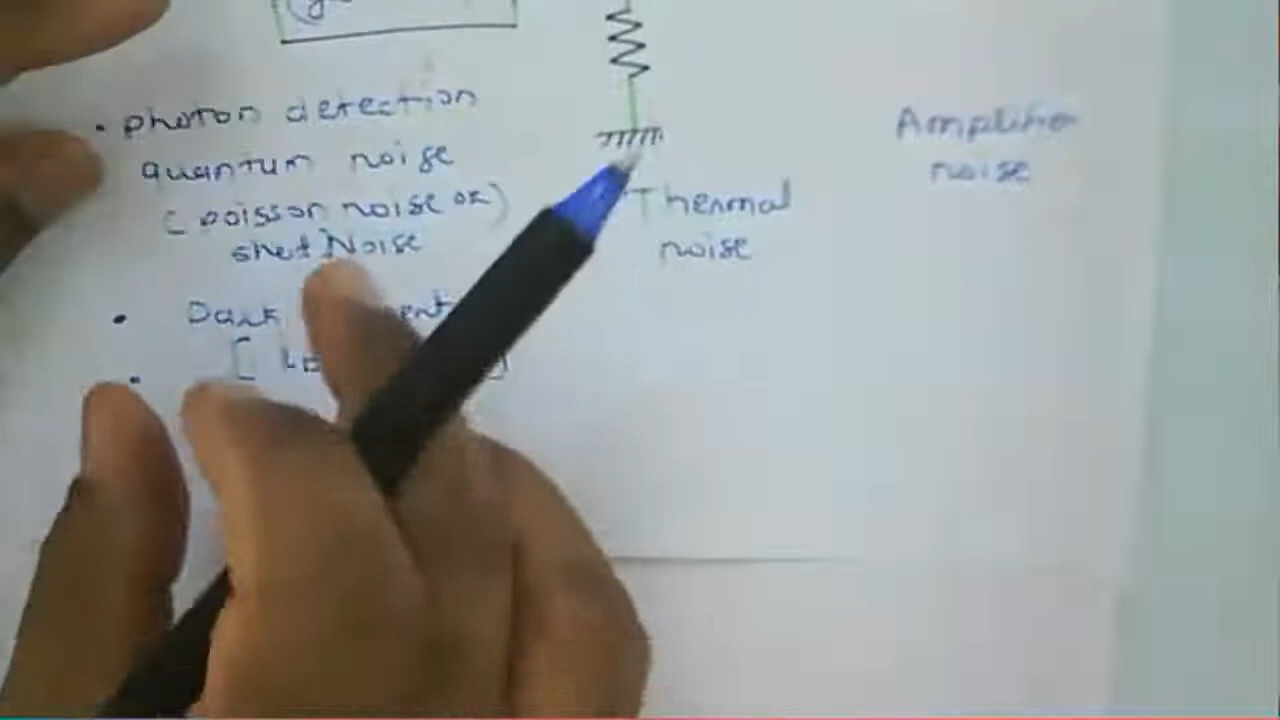 • photon detection
quantum noise
(poisson noise or)
shot Noise
• Dark
Thermal
noise
Amplifier
noise